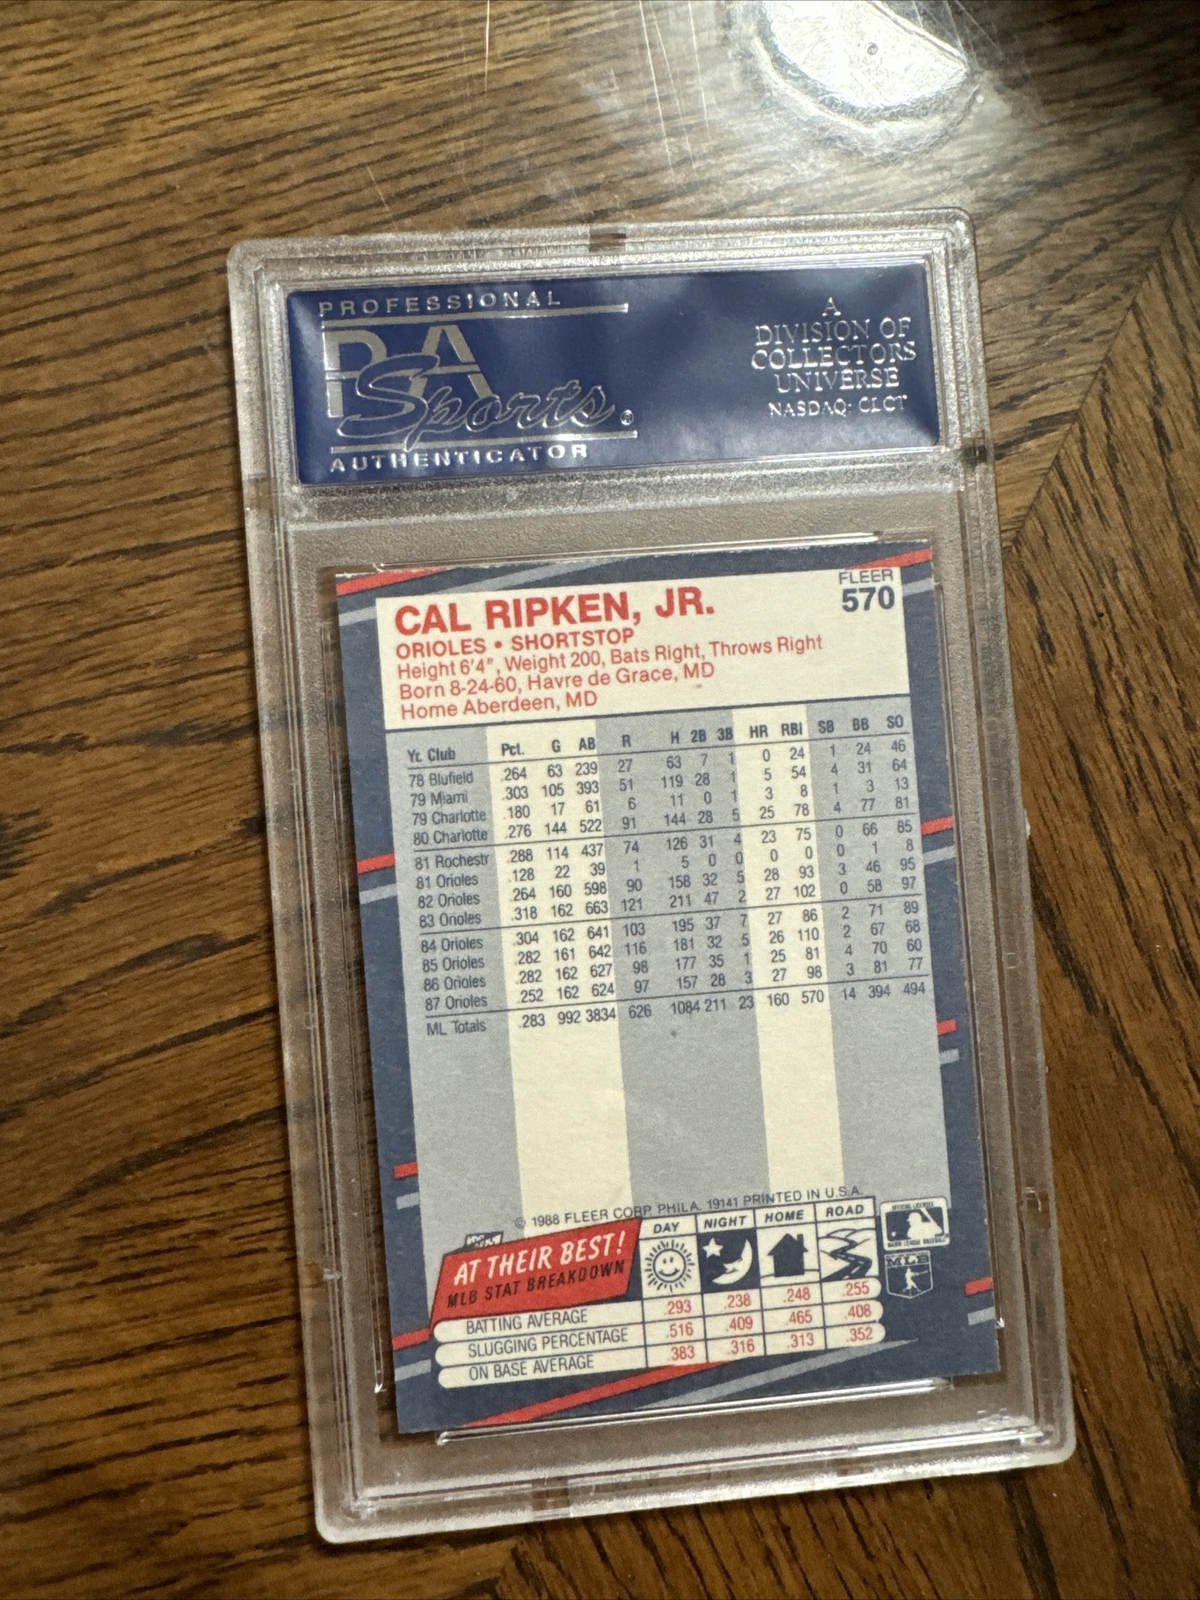 PROFESSIONAL
PSA
Sports®
AUTHENTICATOR
A
DIVISION OF
COLLECTORS
UNIVERSE
NASDAQ: CLCT
FLEER
570
CAL RIPKEN, JR.
ORIOLES • SHORTSTOP
Height 6'4", Weight 200, Bats Right, Throws Right
Born 8-24-60, Havre de Grace, MD
Home Aberdeen, MD
Yr. Club Pct. G AB R H 2B 3B HR RBI SB BB SO
78 Blufield .264 63 239 27 63 7 1 0 24 1 24 46
79 Miami .303 105 393 51 119 28 1 5 54 4 31 64
79 Charlotte .180 17 61 6 11 0 1 3 8 1 3 13
80 Charlotte .276 144 522 91 144 28 5 25 78 4 77 81
81 Rochestr .288 114 437 74 126 31 4 23 75 0 66 85
81 Orioles .128 22 39 1 5 0 0 0 0 0 1 8
82 Orioles .264 160 598 90 158 32 5 28 93 3 46 95
83 Orioles .318 162 663 121 211 47 2 27 102 0 58 97
84 Orioles .304 162 641 103 195 37 7 27 86 2 71 89
85 Orioles .282 161 642 116 181 32 5 26 110 2 67 68
86 Orioles .282 162 627 98 177 35 1 25 81 4 70 60
87 Orioles .252 162 624 97 157 28 3 27 98 3 81 77
ML Totals .283 992 3834 626 1084 211 23 160 570 14 394 494
© 1988 FLEER CORP. PHILA. 19141 PRINTED IN U.S.A.
AT THEIR BEST!
MLB STAT BREAKDOWN
DAY NIGHT HOME ROAD
BATTING AVERAGE .293 .238 .248 .255
SLUGGING PERCENTAGE .516 .409 .465 .408
ON BASE AVERAGE .383 .316 .313 .352
OFFICIAL LICENSEE
MAJOR LEAGUE BASEBALL
MLB